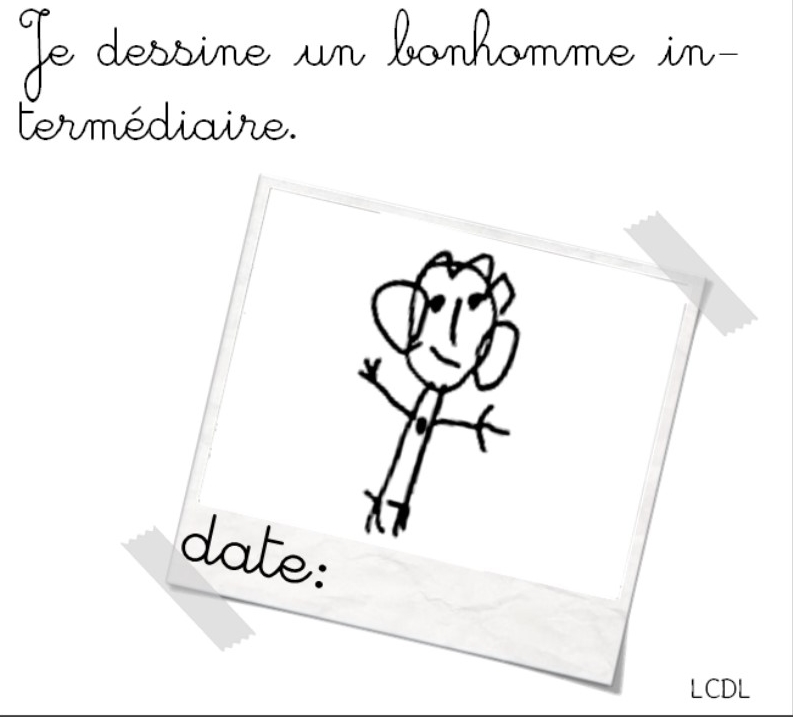 Je dessine un bonhomme in-
termédiaire.
date:
LCDL